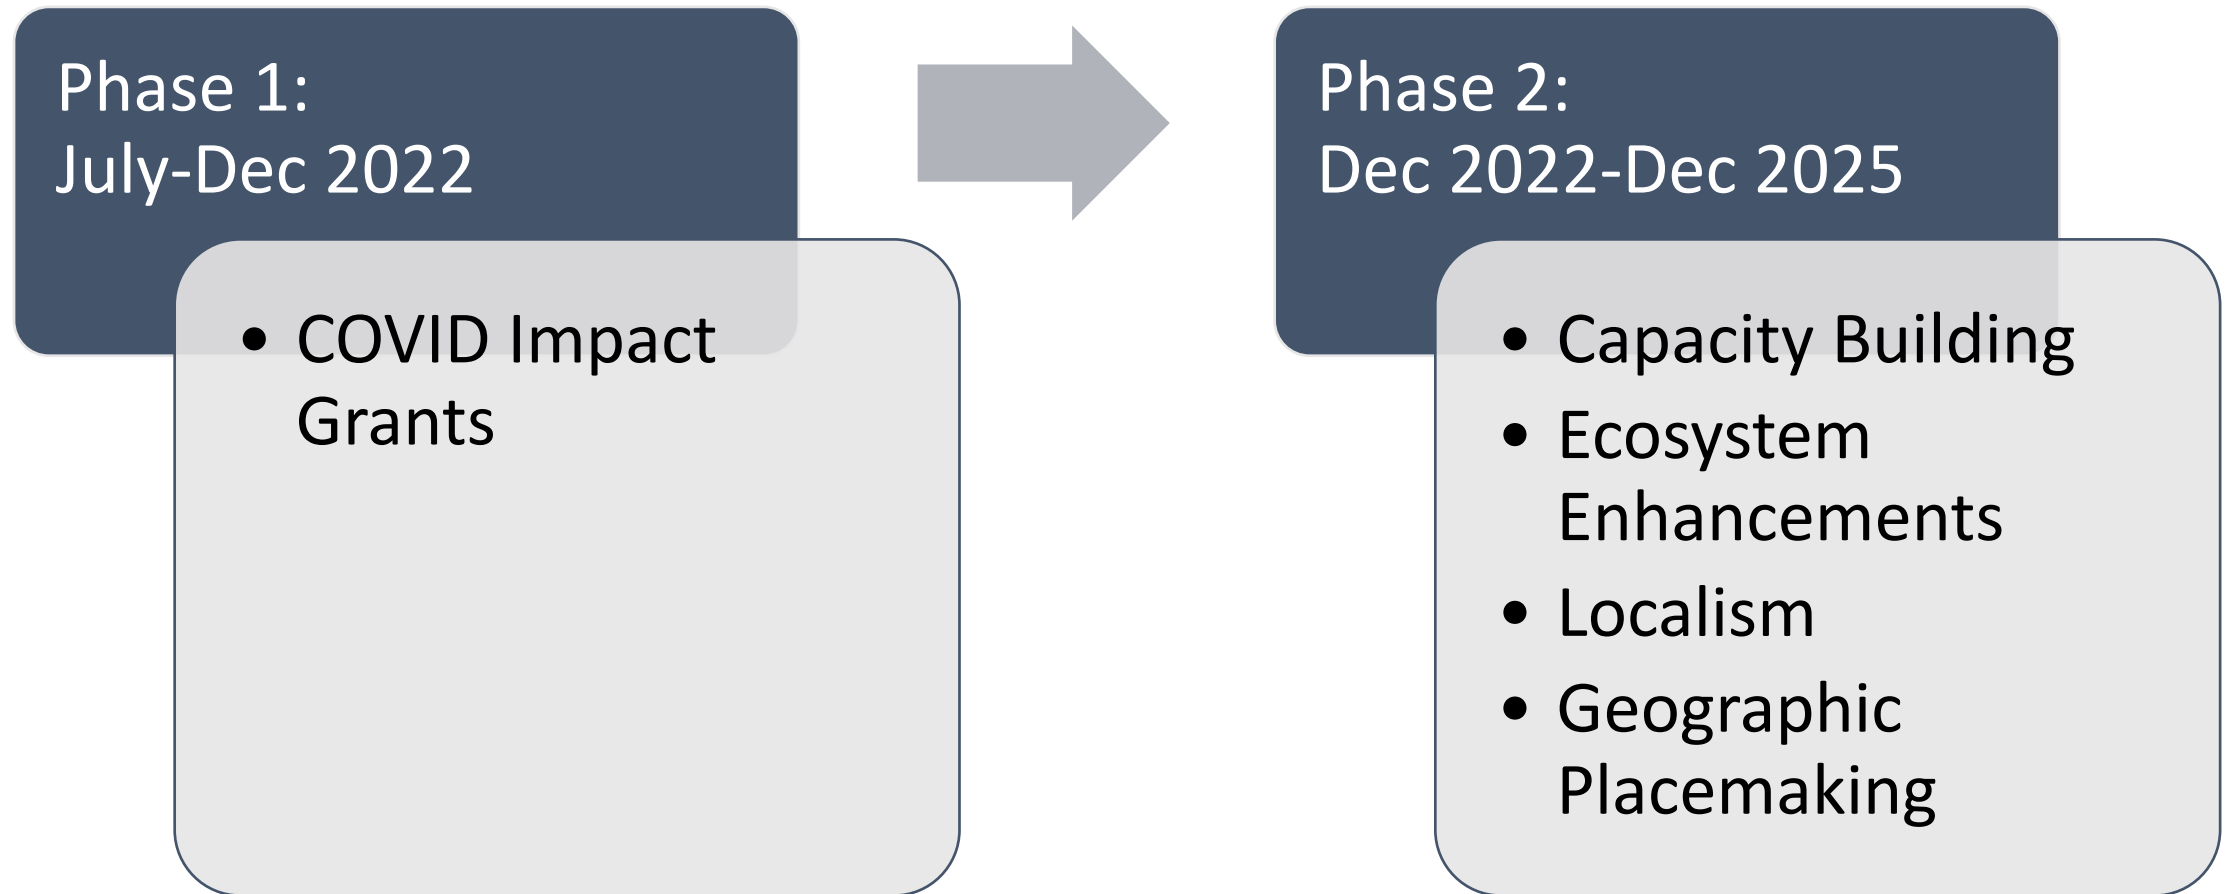 Phase 1:
July-Dec 2022
• COVID Impact
Grants
Phase 2:
Dec 2022-Dec 2025
• Capacity Building
• Ecosystem
Enhancements
• Localism
• Geographic
Placemaking